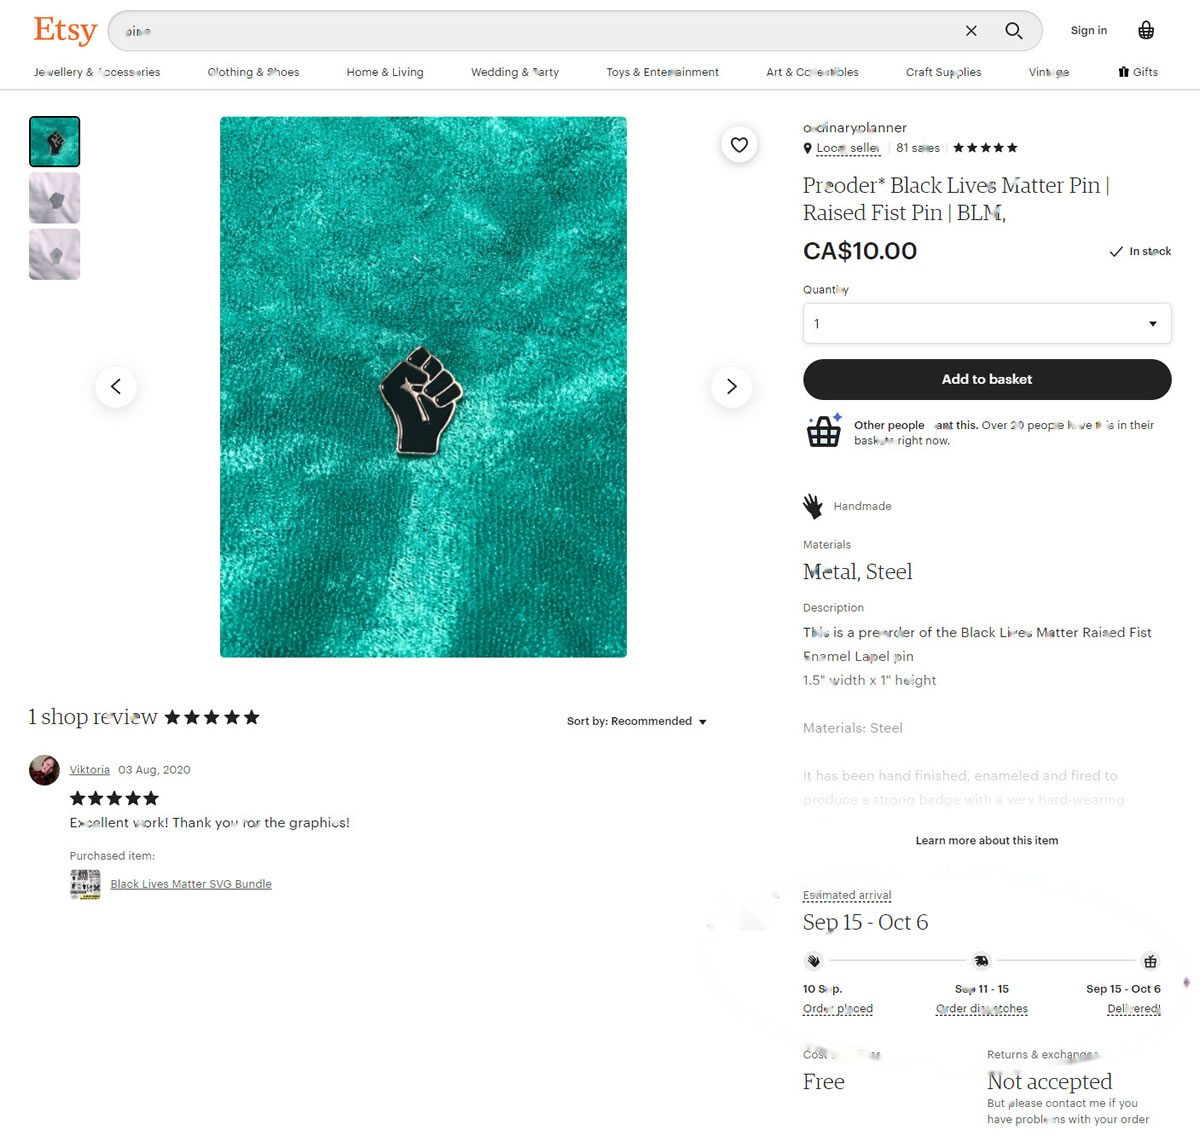 Etsy
Sign in
Jewellery & Accessories
Clothing & Shoes
Home & Living
Wedding & Party
Toys & Entertainment
Art & Collectibles
Craft Supplies
Vintage
Gifts
ordinaryplanner
Local seller
81 sales
Preoder* Black Lives Matter Pin |
Raised Fist Pin | BLM,
CA$10.00
In stock
Quantity
1
Add to basket
Other people want this. Over 20 people have this in their
baskets right now.
Handmade
Materials
Metal, Steel
Description
This is a preorder of the Black Lives Matter Raised Fist
Enamel Lapel pin
1.5" width x 1" height
Materials: Steel
It has been hand finished, enameled and fired to
produce a strong badge with a very hard-wearing
Learn more about this item
1 shop review
Sort by: Recommended
Viktoria 03 Aug, 2020
Excellent work! Thank you for the graphics!
Purchased item:
Black Lives Matter SVG Bundle
Estimated arrival
Sep 15 - Oct 6
10 Sep.
Order placed
Sep 11 - 15
Order dispatches
Sep 15 - Oct 6
Delivered!
Cost
Free
Returns & exchanges
Not accepted
But please contact me if you
have problems with your order